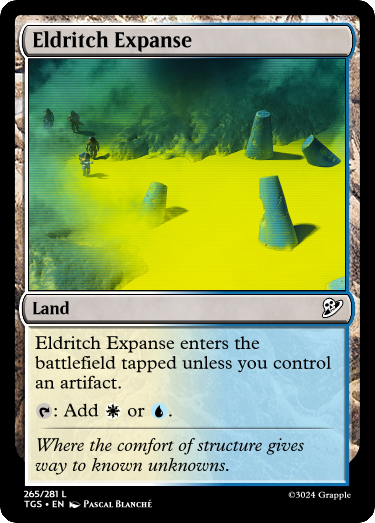 Eldritch Expanse
Land
Eldritch Expanse enters the
battlefield tapped unless you control
an artifact.
: Add or .
Where the comfort of structure gives
way to known unknowns.
265/281 L
TGS • EN Pascal Blanché
©3024 Grapple